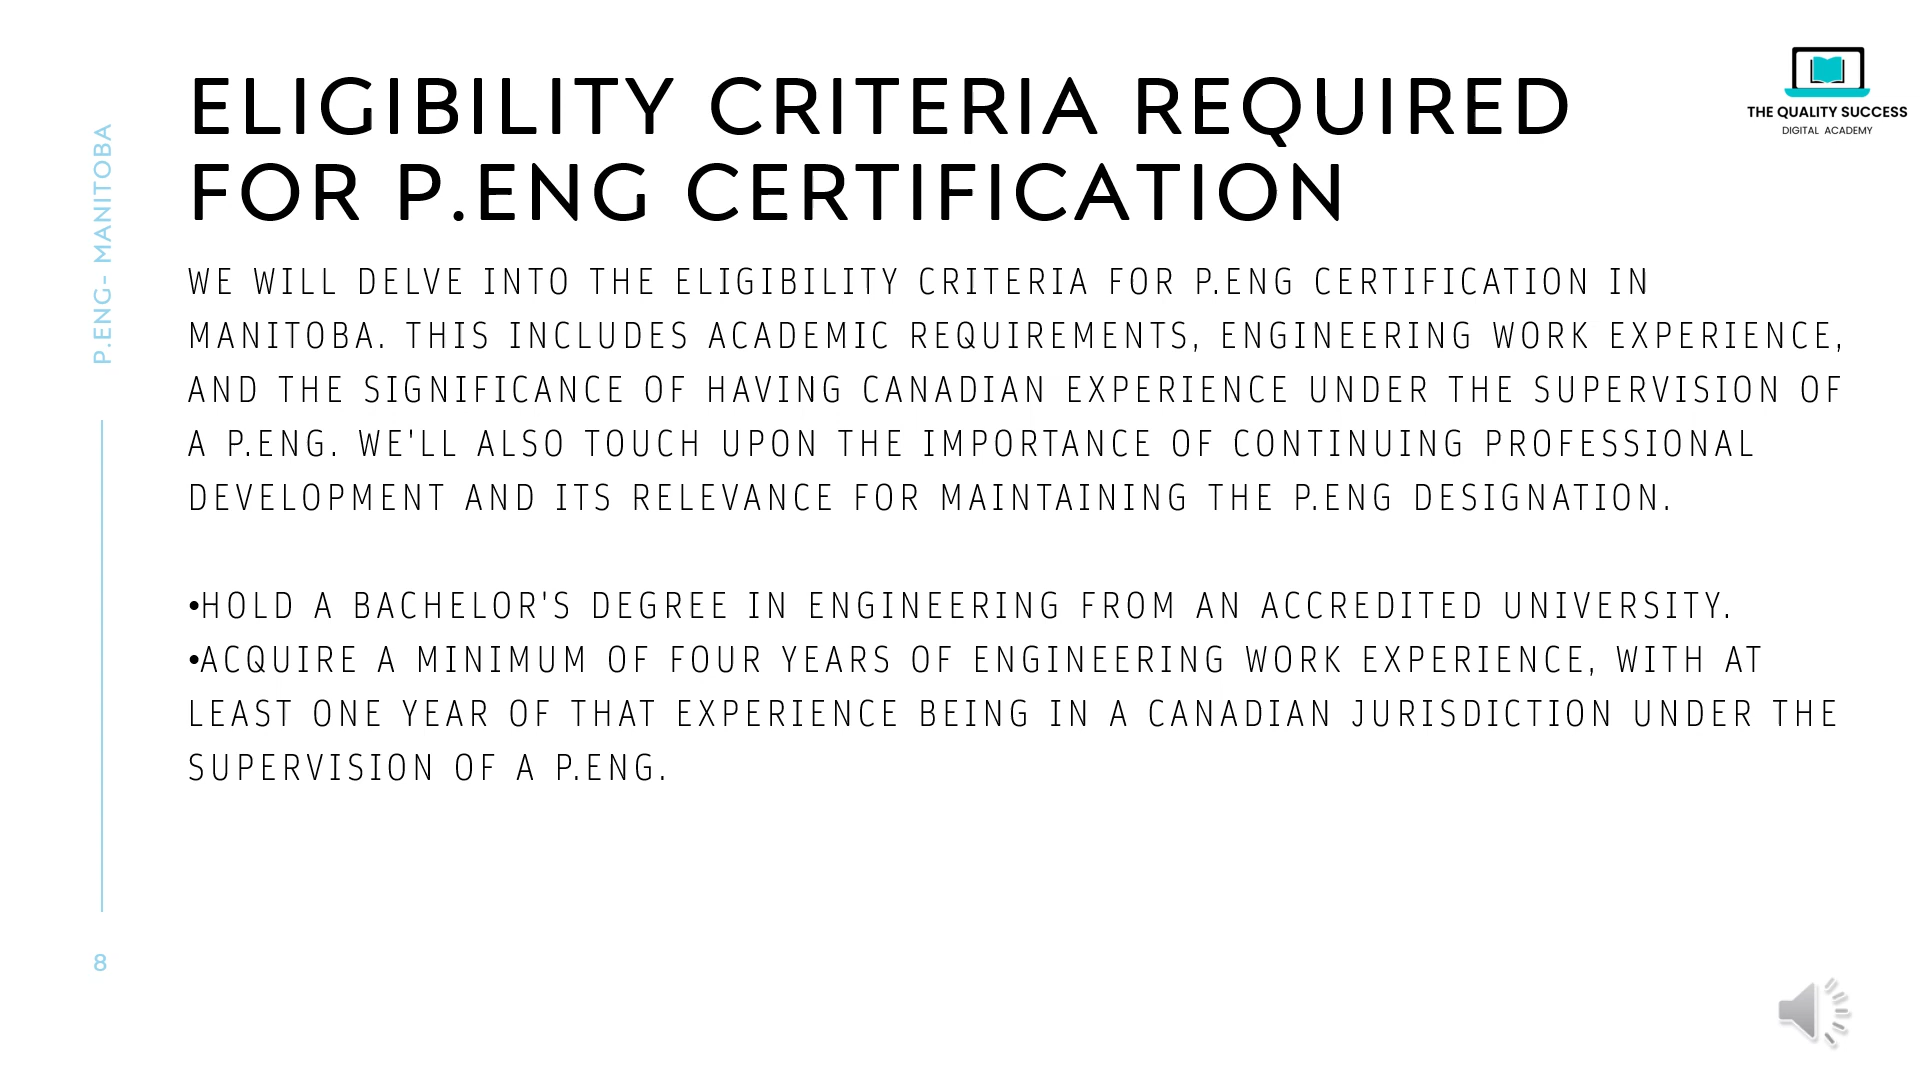 ELIGIBILITY CRITERIA REQUIRED
FOR P.ENG CERTIFICATION
THE QUALITY SUCCESS
DIGITAL ACADEMY
P.ENG- MANITOBA
WE WILL DELVE INTO THE ELIGIBILITY CRITERIA FOR P.ENG CERTIFICATION IN
MANITOBA. THIS INCLUDES ACADEMIC REQUIREMENTS, ENGINEERING WORK EXPERIENCE,
AND THE SIGNIFICANCE OF HAVING CANADIAN EXPERIENCE UNDER THE SUPERVISION OF
A P.ENG. WE'LL ALSO TOUCH UPON THE IMPORTANCE OF CONTINUING PROFESSIONAL
DEVELOPMENT AND ITS RELEVANCE FOR MAINTAINING THE P.ENG DESIGNATION.
•HOLD A BACHELOR'S DEGREE IN ENGINEERING FROM AN ACCREDITED UNIVERSITY.
•ACQUIRE A MINIMUM OF FOUR YEARS OF ENGINEERING WORK EXPERIENCE, WITH AT
LEAST ONE YEAR OF THAT EXPERIENCE BEING IN A CANADIAN JURISDICTION UNDER THE
SUPERVISION OF A P.ENG.
8